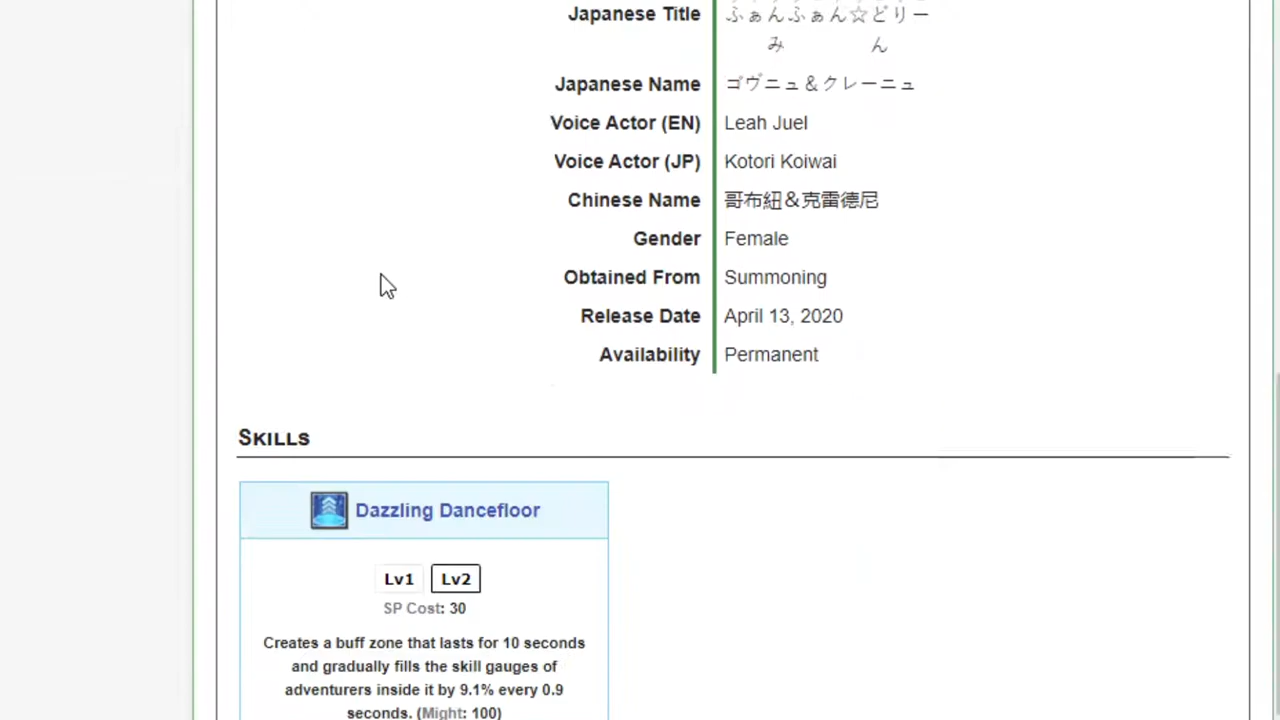 Japanese Title ふぁんふぁん☆どりー
み ん
Japanese Name ゴヴニュ＆クレーニュ
Voice Actor (EN) Leah Juel
Voice Actor (JP) Kotori Koiwai
Chinese Name 哥布紐&克雷德尼
Gender Female
Obtained From Summoning
Release Date April 13, 2020
Availability Permanent
Skills
Dazzling Dancefloor
Lv1 Lv2
SP Cost: 30
Creates a buff zone that lasts for 10 seconds
and gradually fills the skill gauges of
adventurers inside it by 9.1% every 0.9
seconds. (Might: 100)